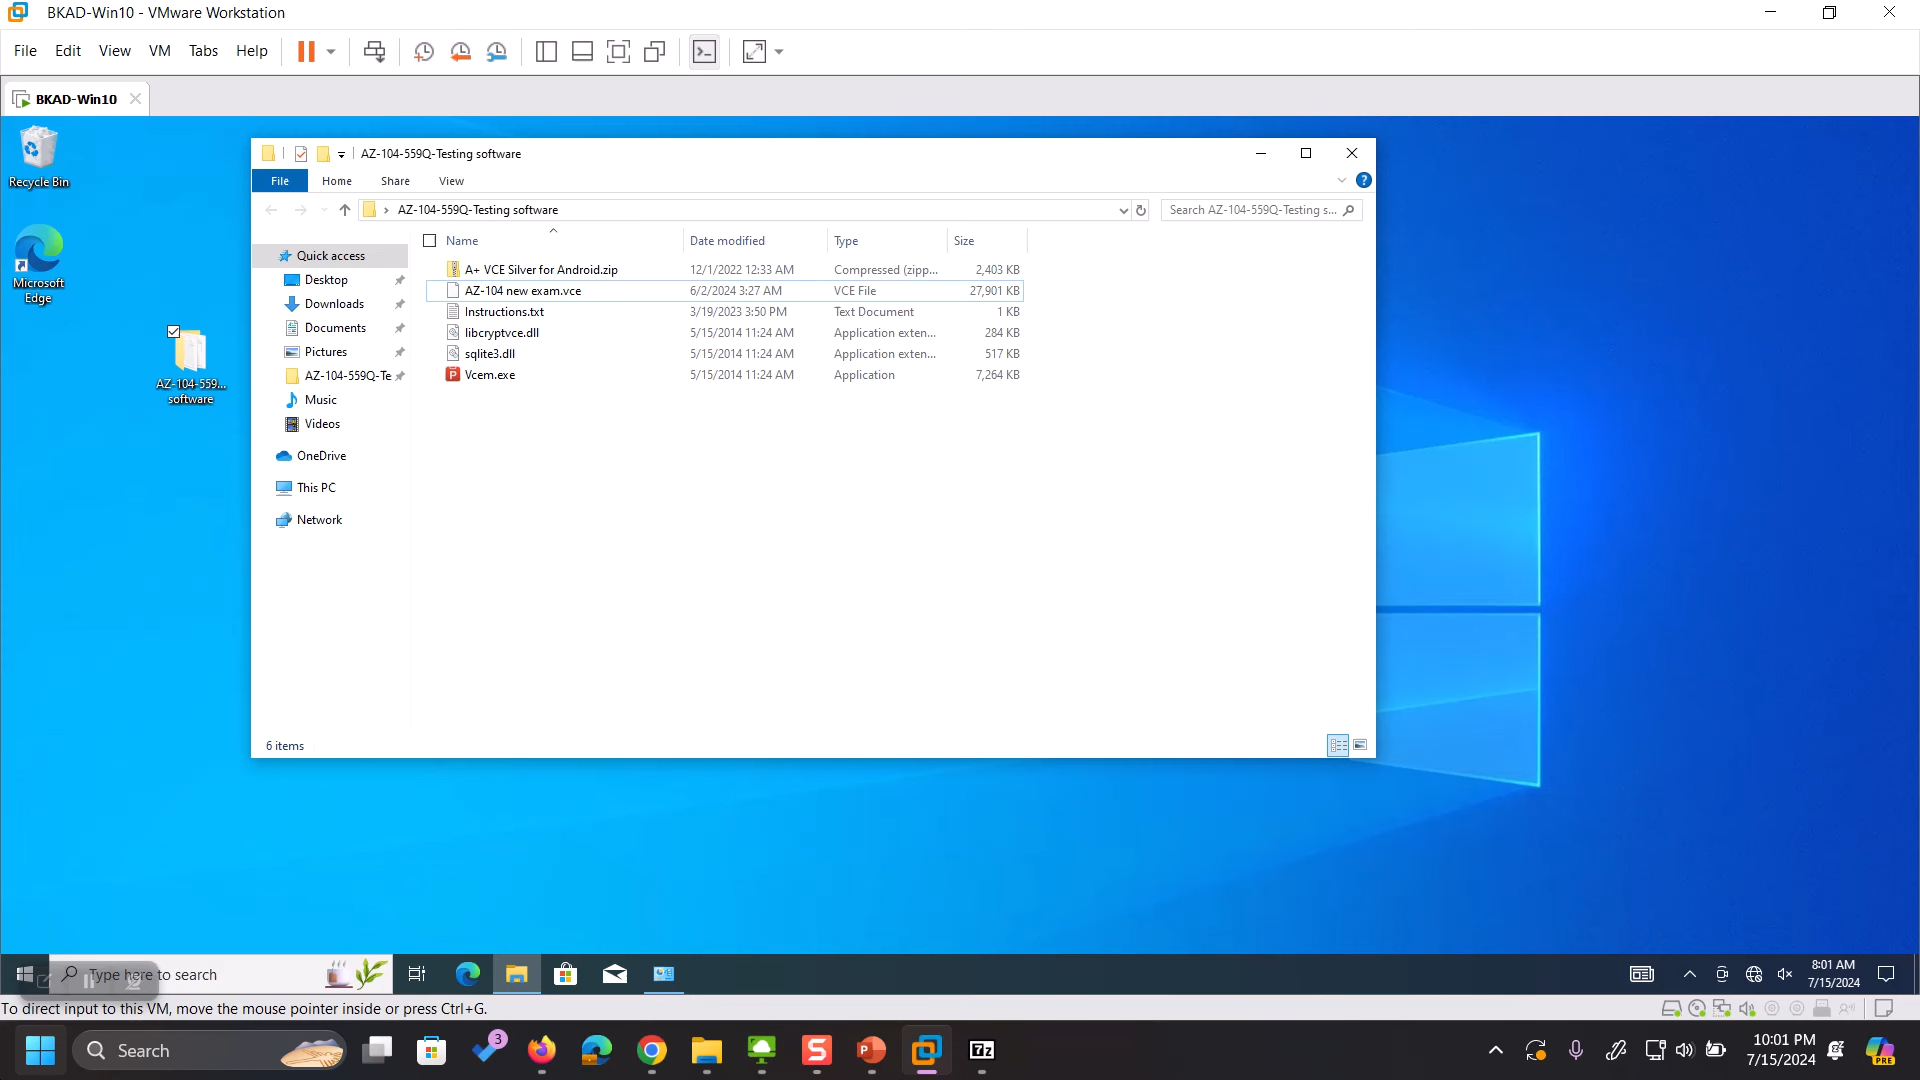 BKAD-Win10 - VMware Workstation
File Edit View VM Tabs Help
BKAD-Win10
Recycle Bin
Microsoft
Edge
AZ-104-559...
software
AZ-104-559Q-Testing software
File Home Share View
AZ-104-559Q-Testing software
Search AZ-104-559Q-Testing s...
Name Date modified Type Size
Quick access
Desktop
Downloads
Documents
Pictures
AZ-104-559Q-Te
Music
Videos
OneDrive
This PC
Network
A+ VCE Silver for Android.zip 12/1/2022 12:33 AM Compressed (zipp... 2,403 KB
AZ-104 new exam.vce 6/2/2024 3:27 AM VCE File 27,901 KB
Instructions.txt 3/19/2023 3:50 PM Text Document 1 KB
libcryptvce.dll 5/15/2014 11:24 AM Application exten... 284 KB
sqlite3.dll 5/15/2014 11:24 AM Application exten... 517 KB
Vcem.exe 5/15/2014 11:24 AM Application 7,264 KB
6 items
Type here to search
8:01 AM
7/15/2024
To direct input to this VM, move the mouse pointer inside or press Ctrl+G.
Search
3
7z
10:01 PM
7/15/2024
PRE